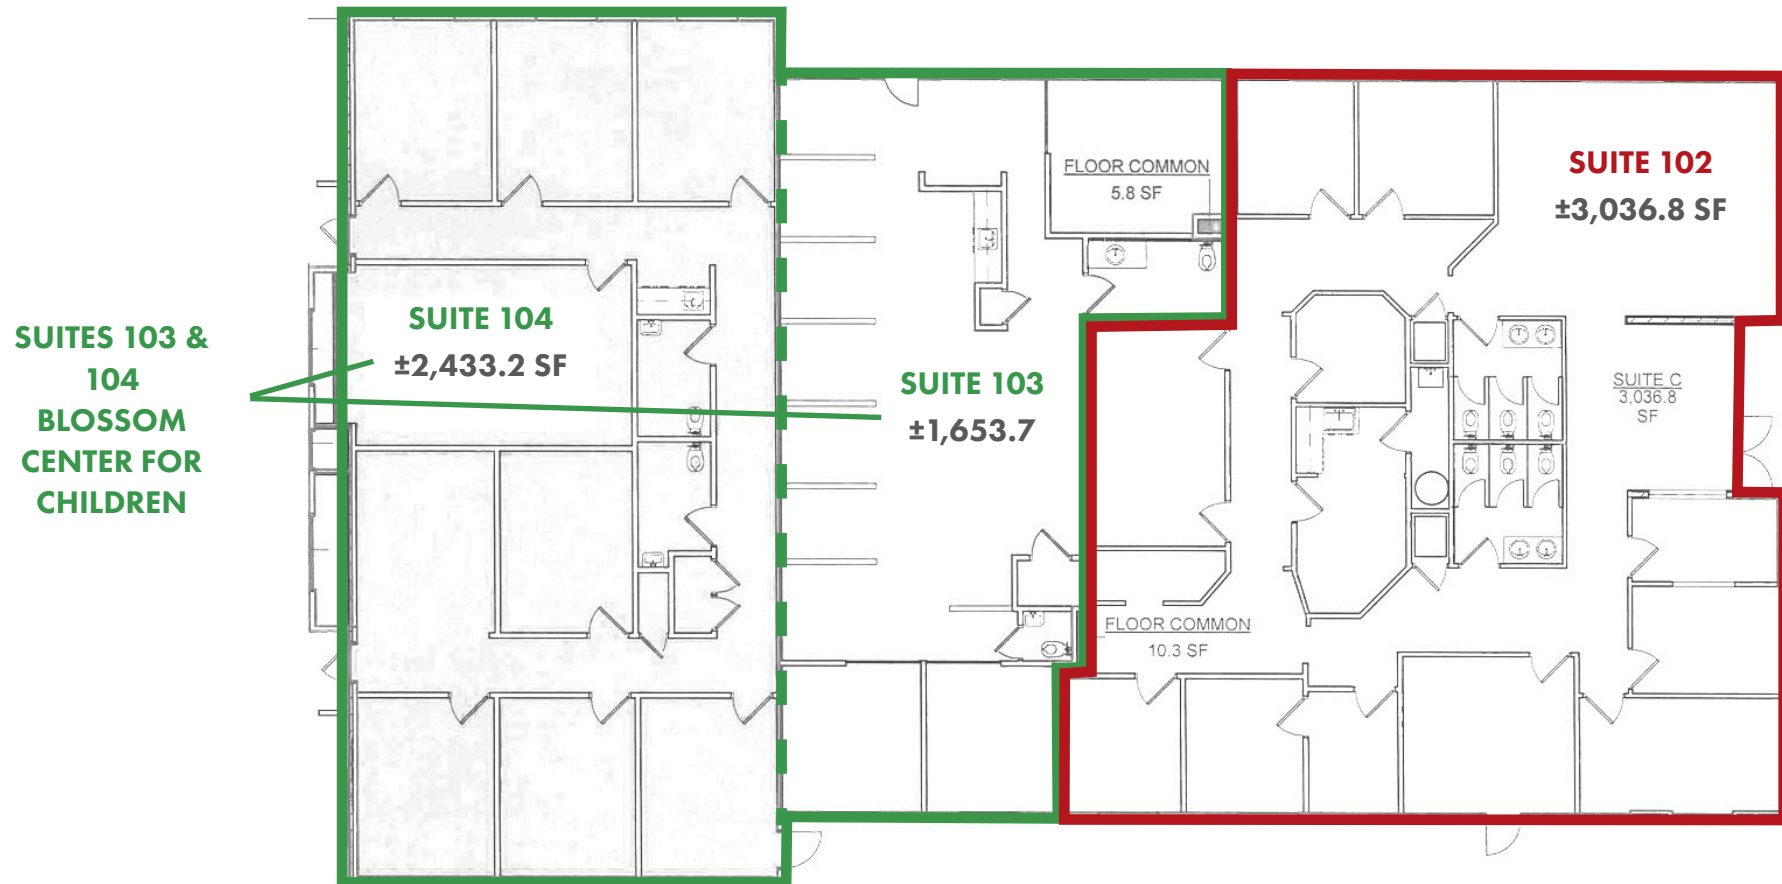 SUITES 103 &
104
BLOSSOM
CENTER FOR
CHILDREN
SUITE 104
±2,433.2 SF
SUITE 103
±1,653.7
FLOOR COMMON
5.8 SF
SUITE 102
±3,036.8 SF
SUITE C
3,036.8
SF
FLOOR COMMON
10.3 SF